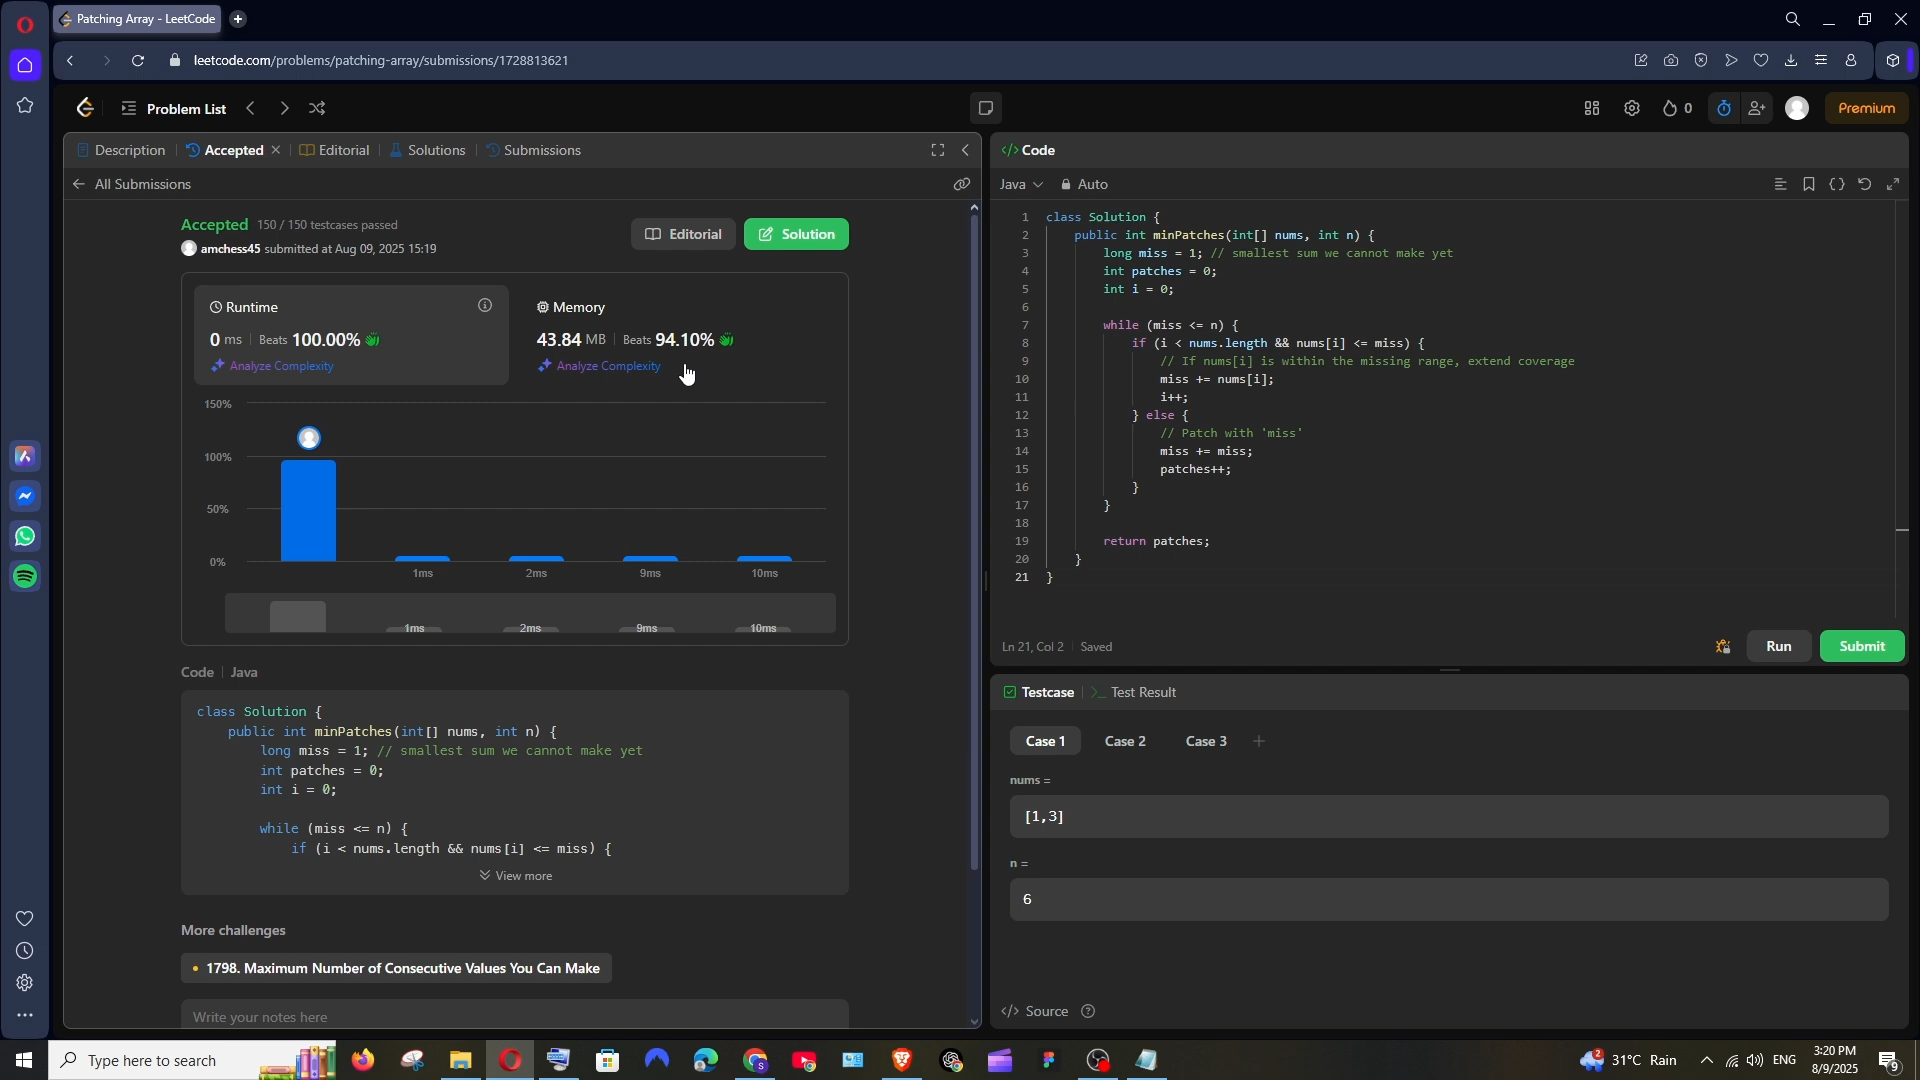 Patching Array - LeetCode
leetcode.com/problems/patching-array/submissions/1728813621
Problem List
0
Premium
Description
Accepted
Editorial
Solutions
Submissions
All Submissions
Accepted 150 / 150 testcases passed
amchess45 submitted at Aug 09, 2025 15:19
Editorial
Solution
Runtime
0 ms Beats 100.00%
Analyze Complexity
Memory
43.84 MB Beats 94.10%
Analyze Complexity
150%
100%
50%
0%
1ms 2ms 9ms 10ms
1ms 2ms 9ms 10ms
Code Java
class Solution {
public int minPatches(int[] nums, int n) {
long miss = 1; // smallest sum we cannot make yet
int patches = 0;
int i = 0;
while (miss <= n) {
if (i < nums.length && nums[i] <= miss) {
View more
More challenges
1798. Maximum Number of Consecutive Values You Can Make
Write your notes here
</> Code
Java
Auto
1 class Solution {
2 public int minPatches(int[] nums, int n) {
3 long miss = 1; // smallest sum we cannot make yet
4 int patches = 0;
5 int i = 0;
6
7 while (miss <= n) {
8 if (i < nums.length && nums[i] <= miss) {
9 // If nums[i] is within the missing range, extend coverage
10 miss += nums[i];
11 i++;
12 } else {
13 // Patch with 'miss'
14 miss += miss;
15 patches++;
16 }
17 }
18
19 return patches;
20 }
21 }
Ln 21, Col 2 Saved
Run
Submit
Testcase
Test Result
Case 1 Case 2 Case 3 +
nums =
[1,3]
n =
6
</> Source
Type here to search
2
31°C Rain
ENG
3:20 PM
8/9/2025
9